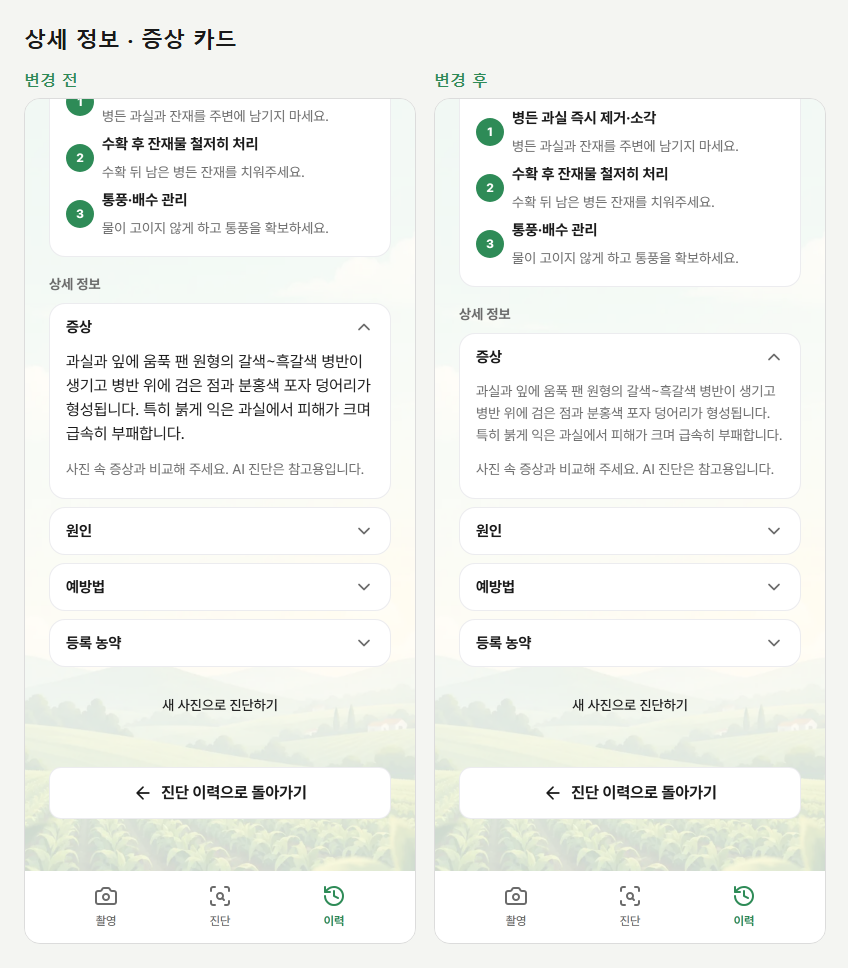 상세 정보 · 증상 카드
변경 전
1
병든 과실과 잔재를 주변에 남기지 마세요.
2
수확 후 잔재물 철저히 처리
수확 뒤 남은 병든 잔재를 치워주세요.
3
통풍·배수 관리
물이 고이지 않게 하고 통풍을 확보하세요.
상세 정보
증상
과실과 잎에 움푹 팬 원형의 갈색~흑갈색 병반이
생기고 병반 위에 검은 점과 분홍색 포자 덩어리가
형성됩니다. 특히 붉게 익은 과실에서 피해가 크며
급속히 부패합니다.
사진 속 증상과 비교해 주세요. AI 진단은 참고용입니다.
원인
예방법
등록 농약
새 사진으로 진단하기
진단 이력으로 돌아가기
촬영
진단
이력
변경 후
1
병든 과실 즉시 제거·소각
병든 과실과 잔재를 주변에 남기지 마세요.
2
수확 후 잔재물 철저히 처리
수확 뒤 남은 병든 잔재를 치워주세요.
3
통풍·배수 관리
물이 고이지 않게 하고 통풍을 확보하세요.
상세 정보
증상
과실과 잎에 움푹 팬 원형의 갈색~흑갈색 병반이 생기고
병반 위에 검은 점과 분홍색 포자 덩어리가 형성됩니다.
특히 붉게 익은 과실에서 피해가 크며 급속히 부패합니다.
사진 속 증상과 비교해 주세요. AI 진단은 참고용입니다.
원인
예방법
등록 농약
새 사진으로 진단하기
진단 이력으로 돌아가기
촬영
진단
이력